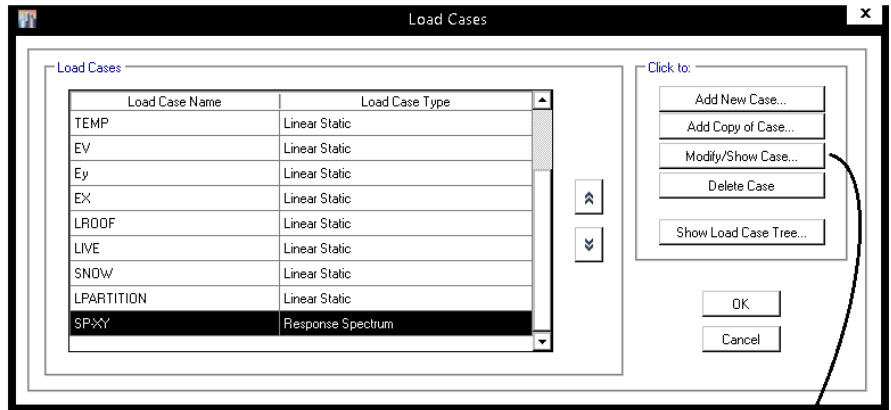 Load Cases
x
Load Cases
Click to:
Load Case Name Load Case Type
TEMP Linear Static
EV Linear Static
Ey Linear Static
EX Linear Static
LROOF Linear Static
LIVE Linear Static
SNOW Linear Static
LPARTITION Linear Static
SP-XY Response Spectrum
Add New Case...
Add Copy of Case...
Modify/Show Case...
Delete Case
Show Load Case Tree...
OK
Cancel